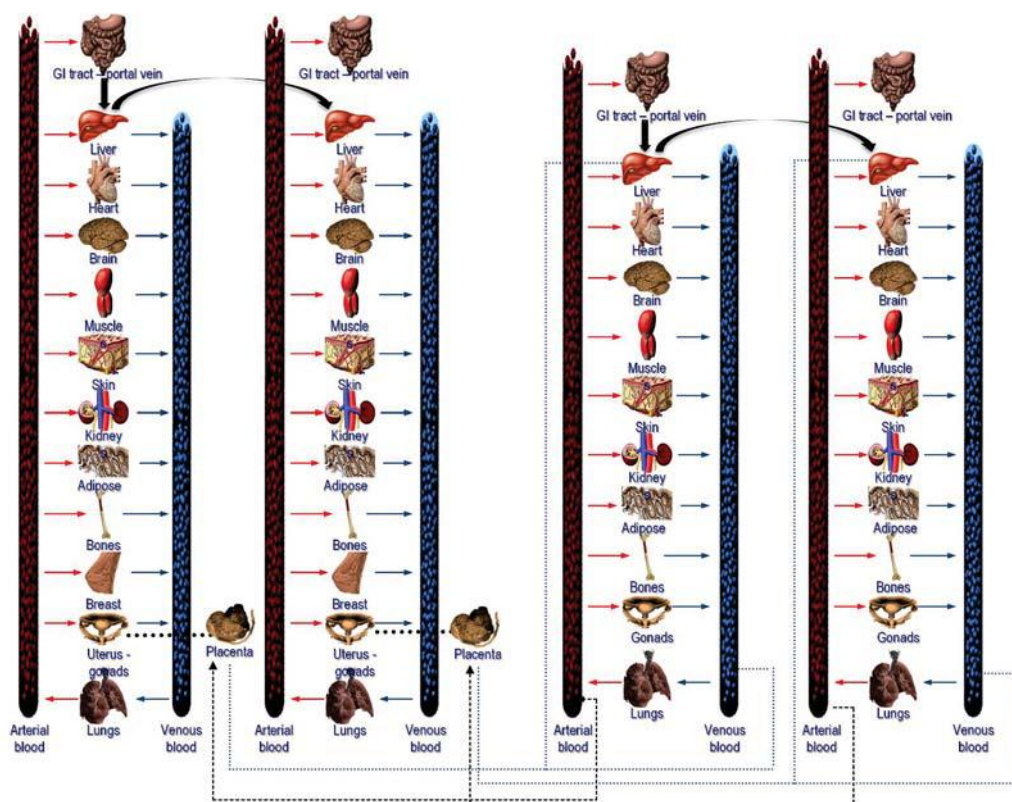 GI tract – portal vein
Liver
Heart
Brain
Muscle
Skin
Kidney
Adipose
Bones
Breast
Uterus -
gonads
Placenta
Lungs
Arterial
blood
Venous
blood
GI tract – portal vein
Liver
Heart
Brain
Muscle
Skin
Kidney
Adipose
Bones
Breast
Uterus -
gonads
Placenta
Lungs
Arterial
blood
Venous
blood
GI tract – portal vein
Liver
Heart
Brain
Muscle
Skin
Kidney
Adipose
Bones
Gonads
Lungs
Arterial
blood
Venous
blood
GI tract – portal vein
Liver
Heart
Brain
Muscle
Skin
Kidney
Adipose
Bones
Gonads
Lungs
Arterial
blood
Venous
blood